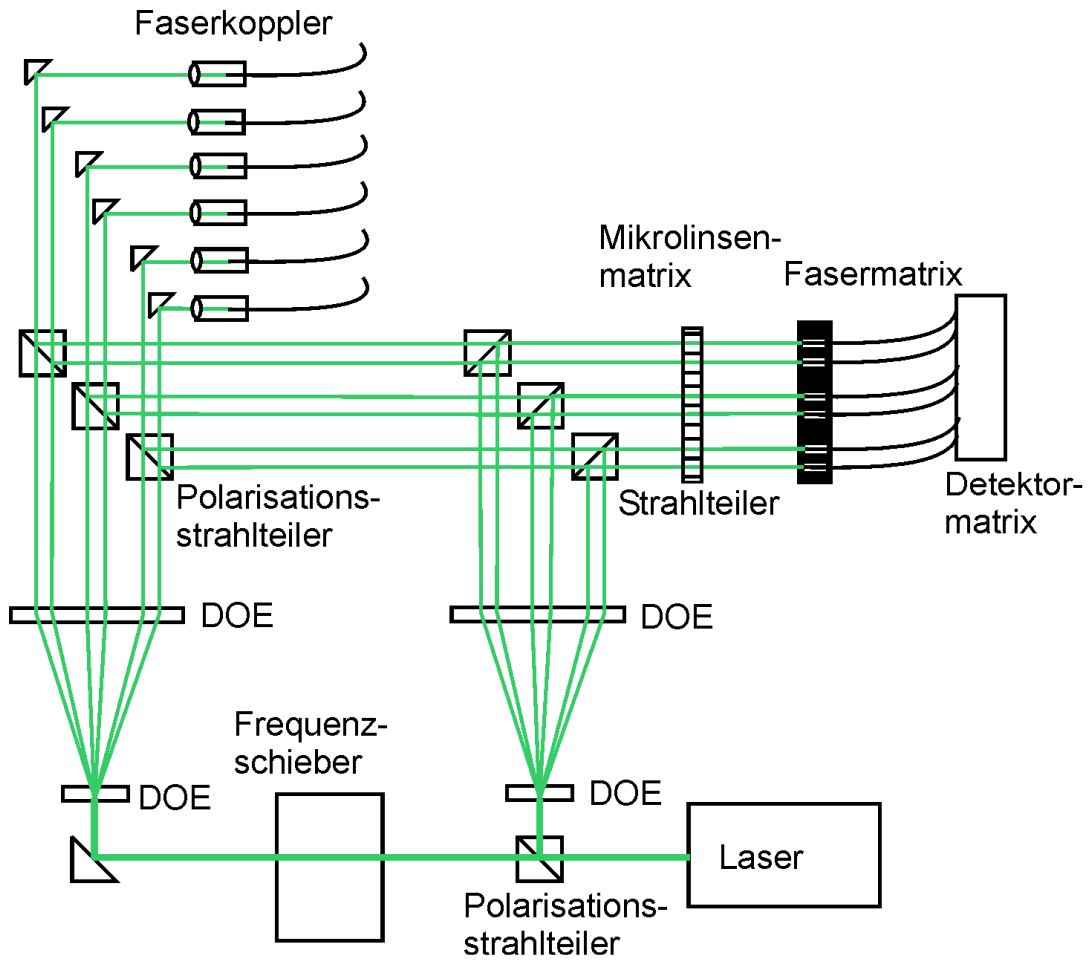 Faserkoppler
Mikrolinsen-
matrix
Fasermatrix
Polarisations-
strahlteiler
Strahlteiler
Detektor-
matrix
DOE
DOE
Frequenz-
schieber
DOE
DOE
Laser
Polarisations-
strahlteiler